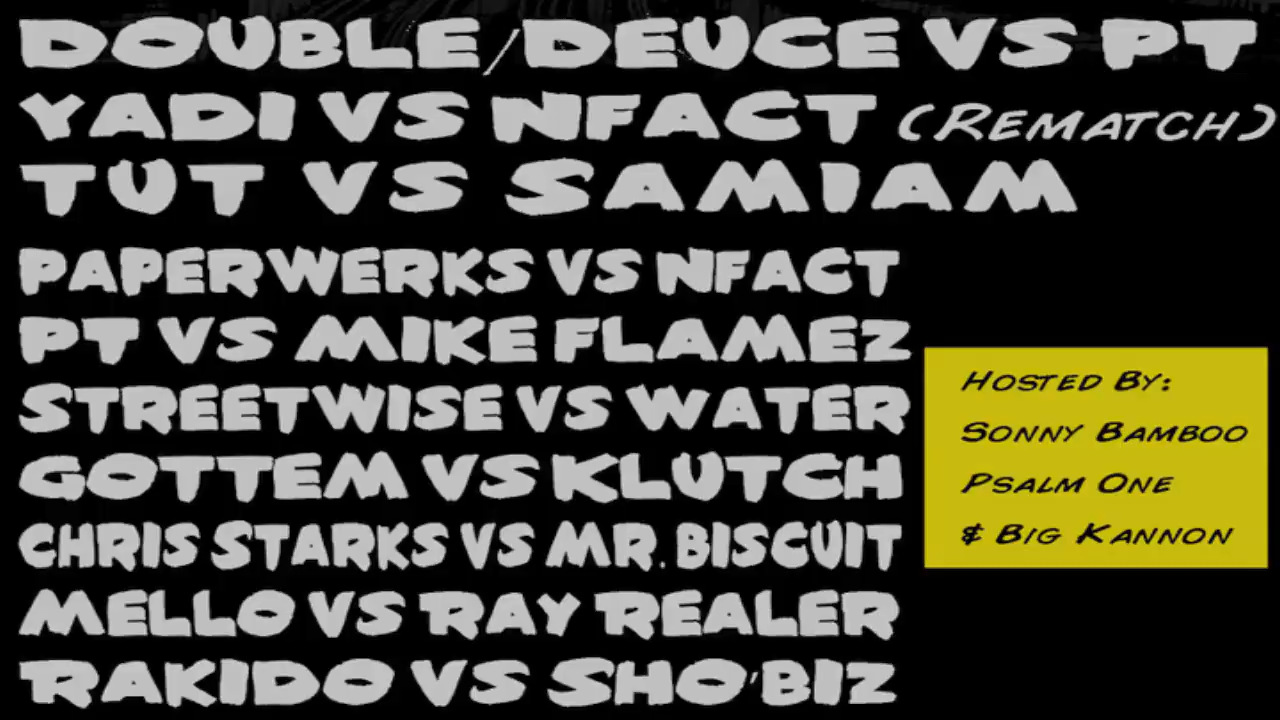 DOUBLE/DEUCE VS PT
YADI VS NFACT (REMATCH)
TUT VS SAMIAM
PAPERWERKS VS NFACT
PT VS MIKE FLAMEZ
STREETWISE VS WATER
GOTTEM VS KLUTCH
CHRIS STARKS VS MR. BISCUIT
MELLO VS RAY REALER
RAKIDO VS SHO'BIZ
HOSTED BY:
SONNY BAMBOO
PSALM ONE
& BIG KANNON